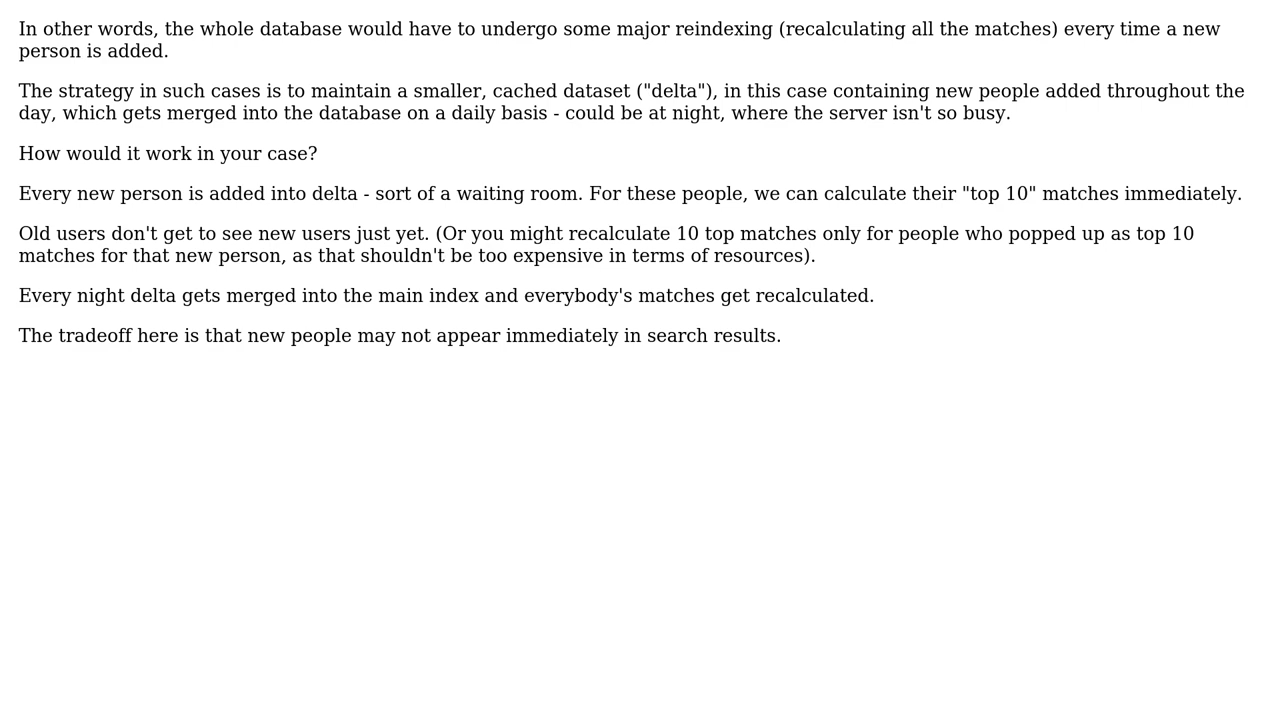 In other words, the whole database would have to undergo some major reindexing (recalculating all the matches) every time a new
person is added.
The strategy in such cases is to maintain a smaller, cached dataset ("delta"), in this case containing new people added throughout the
day, which gets merged into the database on a daily basis - could be at night, where the server isn't so busy.
How would it work in your case?
Every new person is added into delta - sort of a waiting room. For these people, we can calculate their "top 10" matches immediately.
Old users don't get to see new users just yet. (Or you might recalculate 10 top matches only for people who popped up as top 10
matches for that new person, as that shouldn't be too expensive in terms of resources).
Every night delta gets merged into the main index and everybody's matches get recalculated.
The tradeoff here is that new people may not appear immediately in search results.